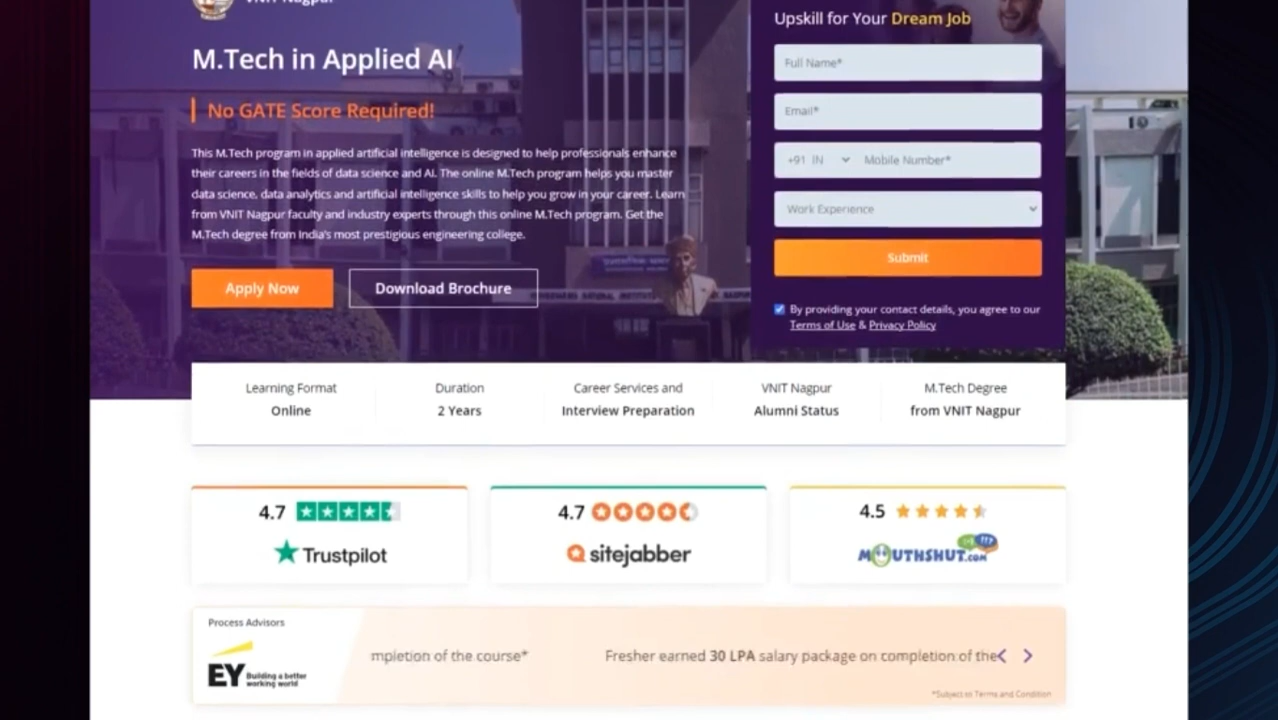 VNIT Nagpur
Upskill for Your Dream Job
M.Tech in Applied AI
Full Name*
No GATE Score Required!
Email*
This M.Tech program in applied artificial intelligence is designed to help professionals enhance
their careers in the fields of data science and AI. The online M.Tech program helps you master
data science, data analytics and artificial intelligence skills to help you grow in your career. Learn
from VNIT Nagpur faculty and industry experts through this online M.Tech program. Get the
M.Tech degree from India's most prestigious engineering college.
+91 IN Mobile Number*
Work Experience
Submit
Apply Now
Download Brochure
By providing your contact details, you agree to our
Terms of Use & Privacy Policy
Learning Format
Online
Duration
2 Years
Career Services and
Interview Preparation
VNIT Nagpur
Alumni Status
M.Tech Degree
from VNIT Nagpur
4.7
Trustpilot
4.7
sitejabber
4.5
MOUTHSHUT.COM
Process Advisors
EY Building a better
working world
mpletion of the course*
Fresher earned 30 LPA salary package on completion of the
*Subject to Terms and Condition